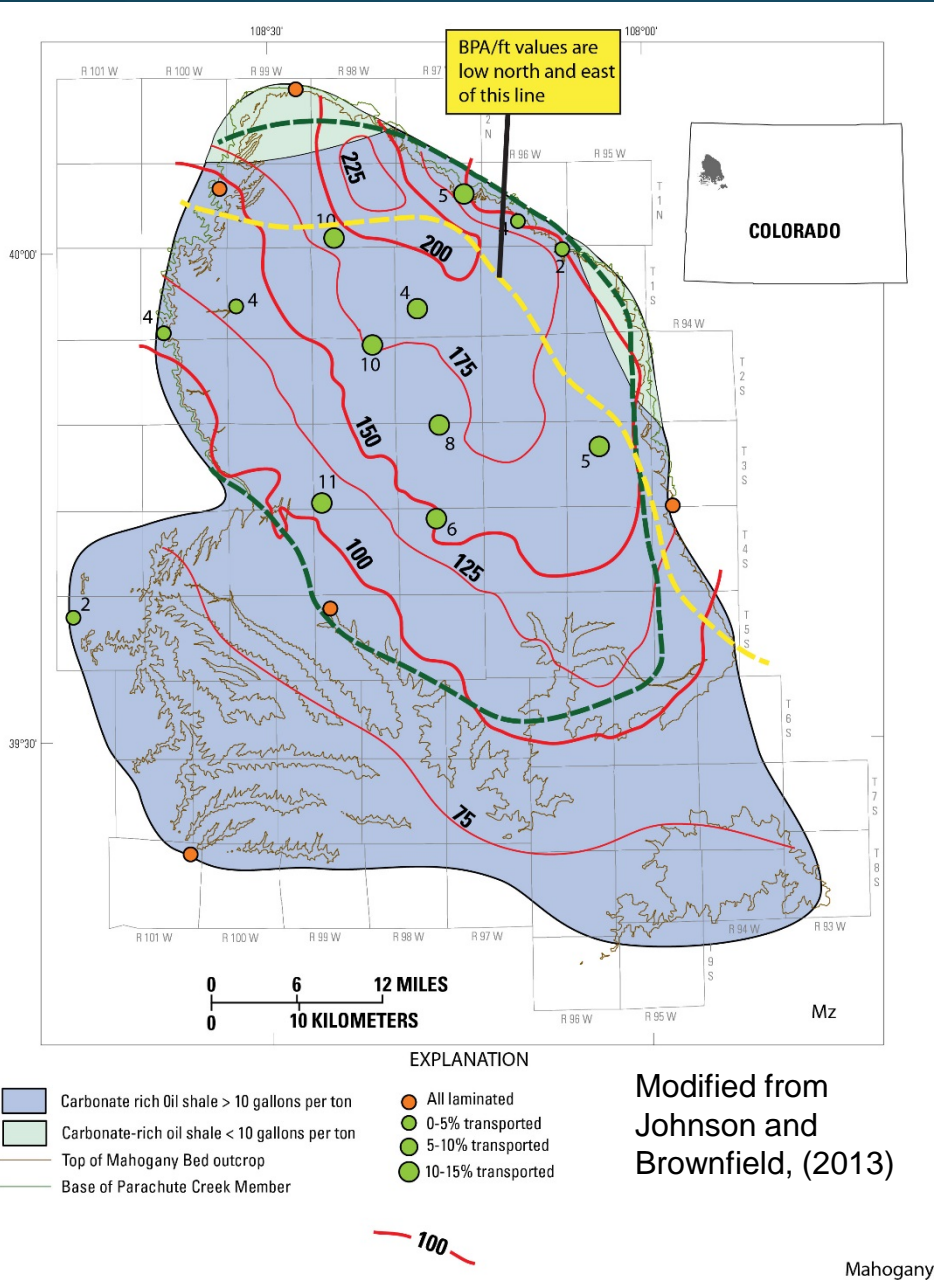 108°30'
108°00'
BPA/ft values are
low north and east
of this line
R 101 W
R 100 W
R 99 W
R 98 W
R 97
2
N
R 96 W
R 95 W
T
1
N
COLORADO
225
5
10
200
4
2
40°00'
T
1
S
4
4
4
R 94 W
10
175
T
2
S
150
8
5
T
3
S
11
6
100
125
T
4
S
2
T
5
S
T
6
S
39°30'
75
T
7
S
T
8
S
R 101 W
R 100 W
R 99 W
R 98 W
R 97 W
R 94 W
R 93 W
T
9
S
0 6 12 MILES
0 10 KILOMETERS
R 96 W
R 95 W
Mz
EXPLANATION
Carbonate rich 0il shale > 10 gallons per ton
Carbonate-rich oil shale < 10 gallons per ton
Top of Mahogany Bed outcrop
Base of Parachute Creek Member
All laminated
0-5% transported
5-10% transported
10-15% transported
Modified from
Johnson and
Brownfield, (2013)
100
Mahogany